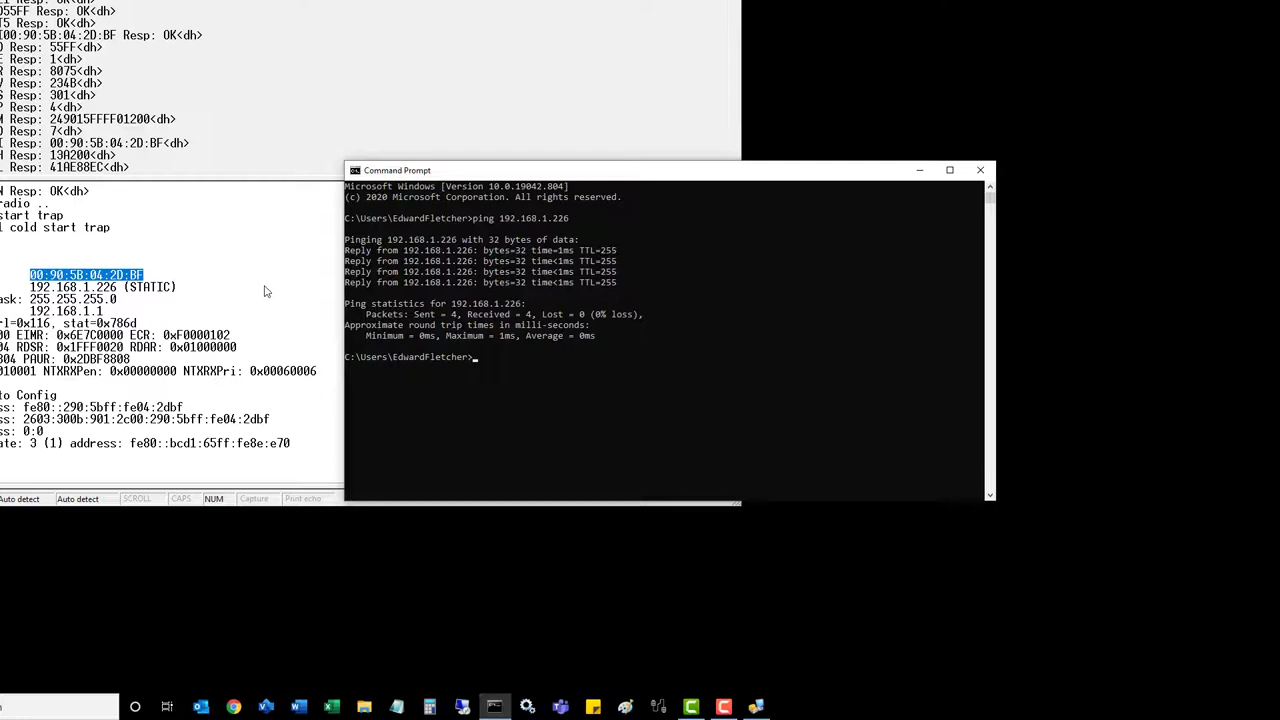 D55FF Resp: OK<dh>
T5 Resp: OK<dh>
I00:90:5B:04:2D:BF Resp: OK<dh>
D Resp: 55FF<dh>
E Resp: 1<dh>
R Resp: 8075<dh>
V Resp: 234B<dh>
S Resp: 301<dh>
P Resp: 4<dh>
M Resp: 249015FFFF01200<dh>
D Resp: 7<dh>
I Resp: 00:90:5B:04:2D:BF<dh>
H Resp: 13A200<dh>
L Resp: 41AE88EC<dh>
N Resp: OK<dh>
radio ..
start trap
l cold start trap
00:90:5B:04:2D:BF
192.168.1.226 (STATIC)
ask: 255.255.255.0
192.168.1.1
rl=0x116, stat=0x786d
00 EIMR: 0x6E7C0000 ECR: 0xF0000102
04 RDSR: 0x1FFF0020 RDAR: 0x01000000
804 PAUR: 0x2DBF8808
010001 NTXRXPen: 0x00000000 NTXRXPri: 0x00060006
to Config
ss: fe80::290:5bff:fe04:2dbf
ss: 2603:300b:901:2c00:290:5bff:fe04:2dbf
ss: 0:0
ate: 3 (1) address: fe80::bcd1:65ff:fe8e:e70
Auto detect Auto detect SCROLL CAPS NUM Capture Print echo
Command Prompt
Microsoft Windows [Version 10.0.19042.804]
(c) 2020 Microsoft Corporation. All rights reserved.
C:\Users\EdwardFletcher>ping 192.168.1.226
Pinging 192.168.1.226 with 32 bytes of data:
Reply from 192.168.1.226: bytes=32 time=1ms TTL=255
Reply from 192.168.1.226: bytes=32 time<1ms TTL=255
Reply from 192.168.1.226: bytes=32 time<1ms TTL=255
Reply from 192.168.1.226: bytes=32 time<1ms TTL=255
Ping statistics for 192.168.1.226:
Packets: Sent = 4, Received = 4, Lost = 0 (0% loss),
Approximate round trip times in milli-seconds:
Minimum = 0ms, Maximum = 1ms, Average = 0ms
C:\Users\EdwardFletcher>